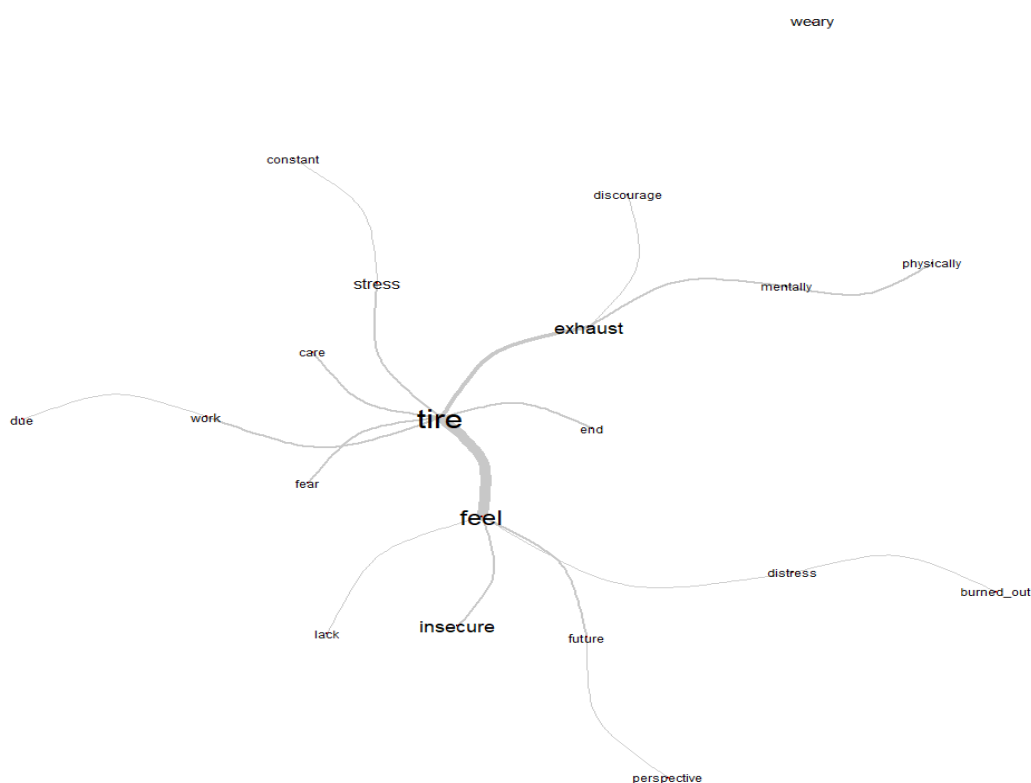 weary
constant
discourage
physically
stress
mentally
exhaust
care
due
work
tire
end
fear
feel
distress
burned_out
lack
insecure
future
perspective